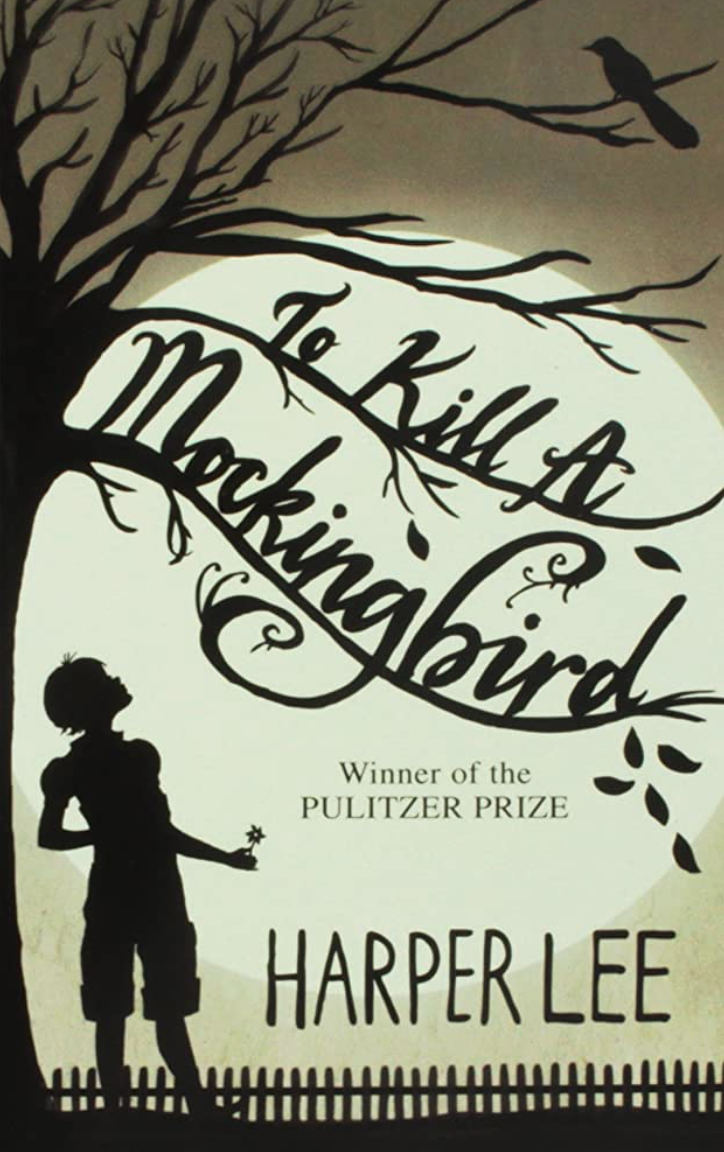 To Kill A
Mockingbird
Winner of the
PULITZER PRIZE
HARPER LEE